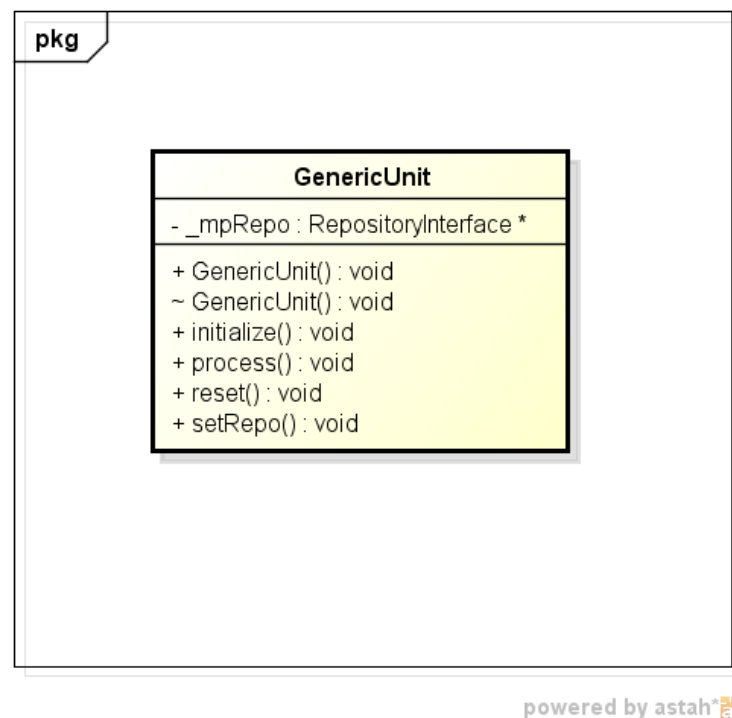 pkg
GenericUnit
- _mpRepo : RepositoryInterface *
+ GenericUnit() : void
~ GenericUnit() : void
+ initialize() : void
+ process() : void
+ reset() : void
+ setRepo() : void
powered by astah*